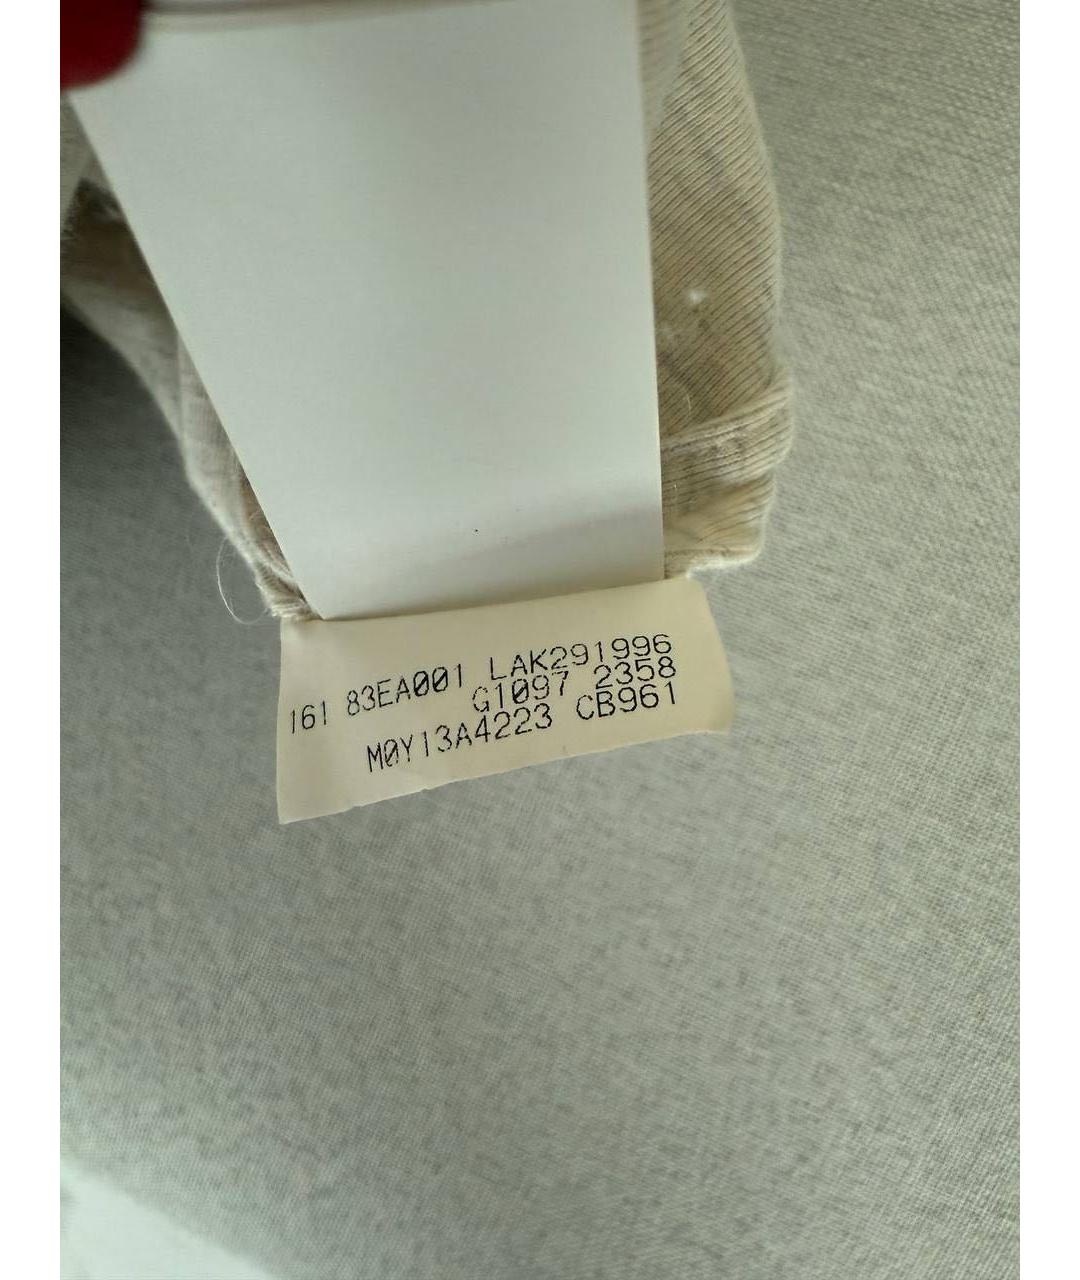 161 83EA001 LAK291996
G1097 2358
M0Y13A4223 CB961